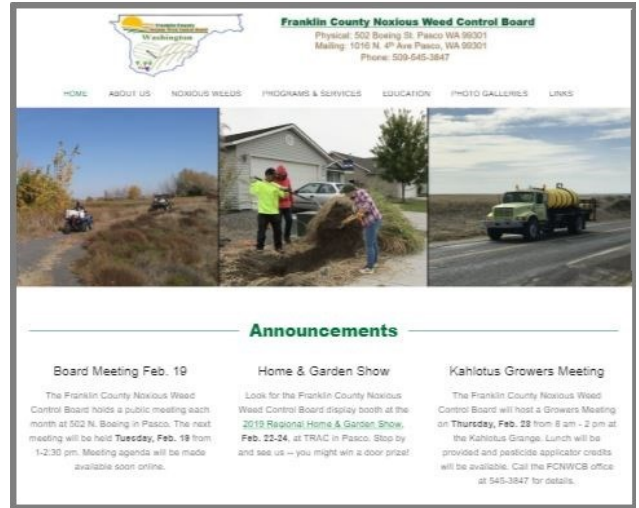 Franklin County
Washington
Franklin County Noxious Weed Control Board
Physical: 502 Boeing St. Pasco WA 99301
Mailing: 1016 N. 4th Ave Pasco, WA 99301
Phone: 509-545-3847
HOME ABOUT US NOXIOUS WEEDS PROGRAMS & SERVICES EDUCATION PHOTO GALLERIES LINKS
Announcements
Board Meeting Feb. 19
The Franklin County Noxious Weed
Control Board holds a public meeting each
month at 502 N. Boeing in Pasco. The next
meeting will be held Tuesday, Feb. 19 from
1-2:30 pm. Meeting agenda will be made
available soon online.
Home & Garden Show
Look for the Franklin County Noxious
Weed Control Board display booth at the
2019 Regional Home & Garden Show,
Feb. 22-24, at TRAC in Pasco. Stop by
and see us -- you might win a door prize!
Kahlotus Growers Meeting
The Franklin County Noxious Weed
Control Board will host a Growers Meeting
on Thursday, Feb. 28 from 8 am - 2 pm at
the Kahlotus Grange. Lunch will be
provided and pesticide applicator credits
will be available. Call the FCNWCB office
at 545-3847 for details.